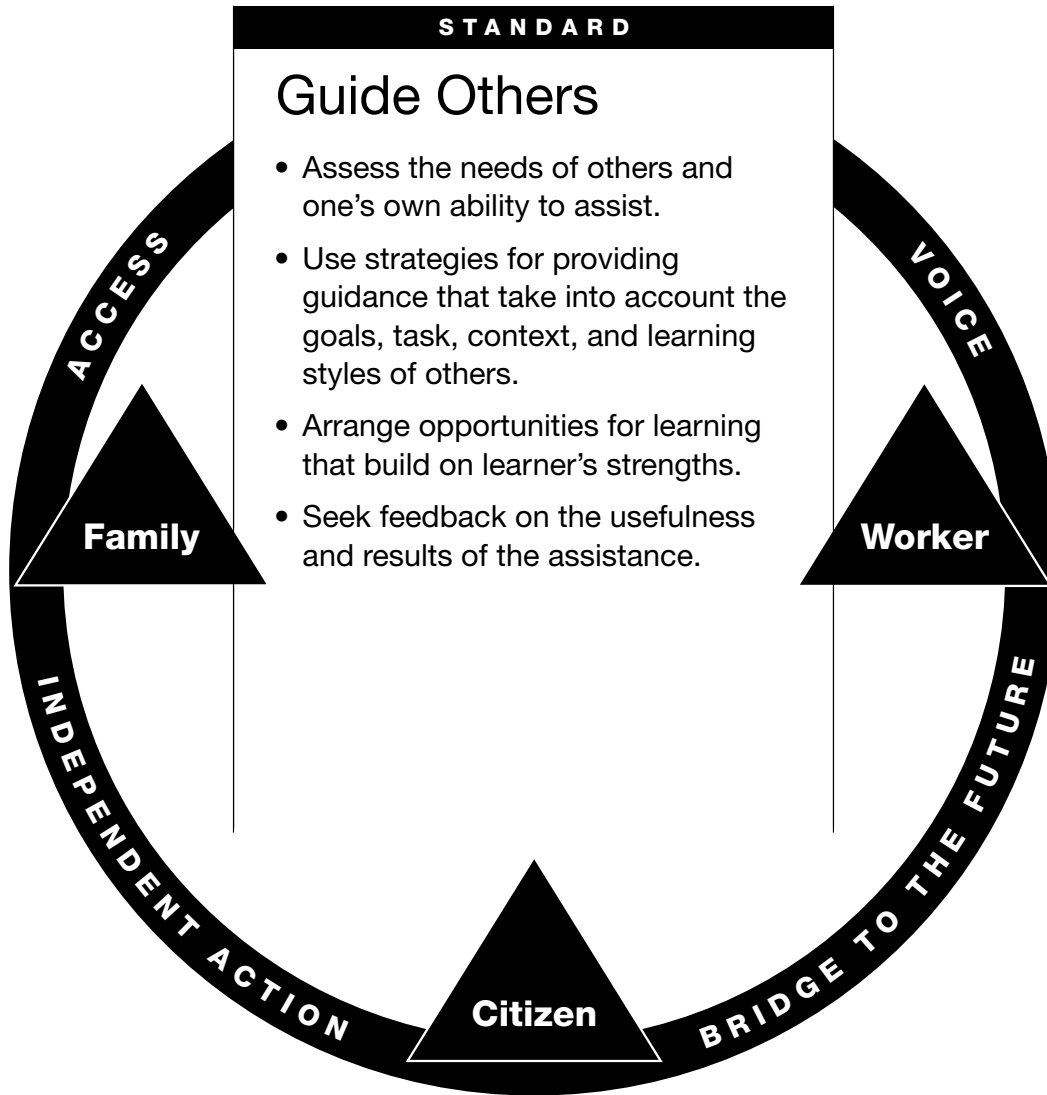 STANDARD
Guide Others
• Assess the needs of others and
one’s own ability to assist.
• Use strategies for providing
guidance that take into account the
goals, task, context, and learning
styles of others.
• Arrange opportunities for learning
that build on learner’s strengths.
• Seek feedback on the usefulness
and results of the assistance.
ACCESS
VOICE
Family
Worker
INDEPENDENT ACTION
BRIDGE TO THE FUTURE
Citizen